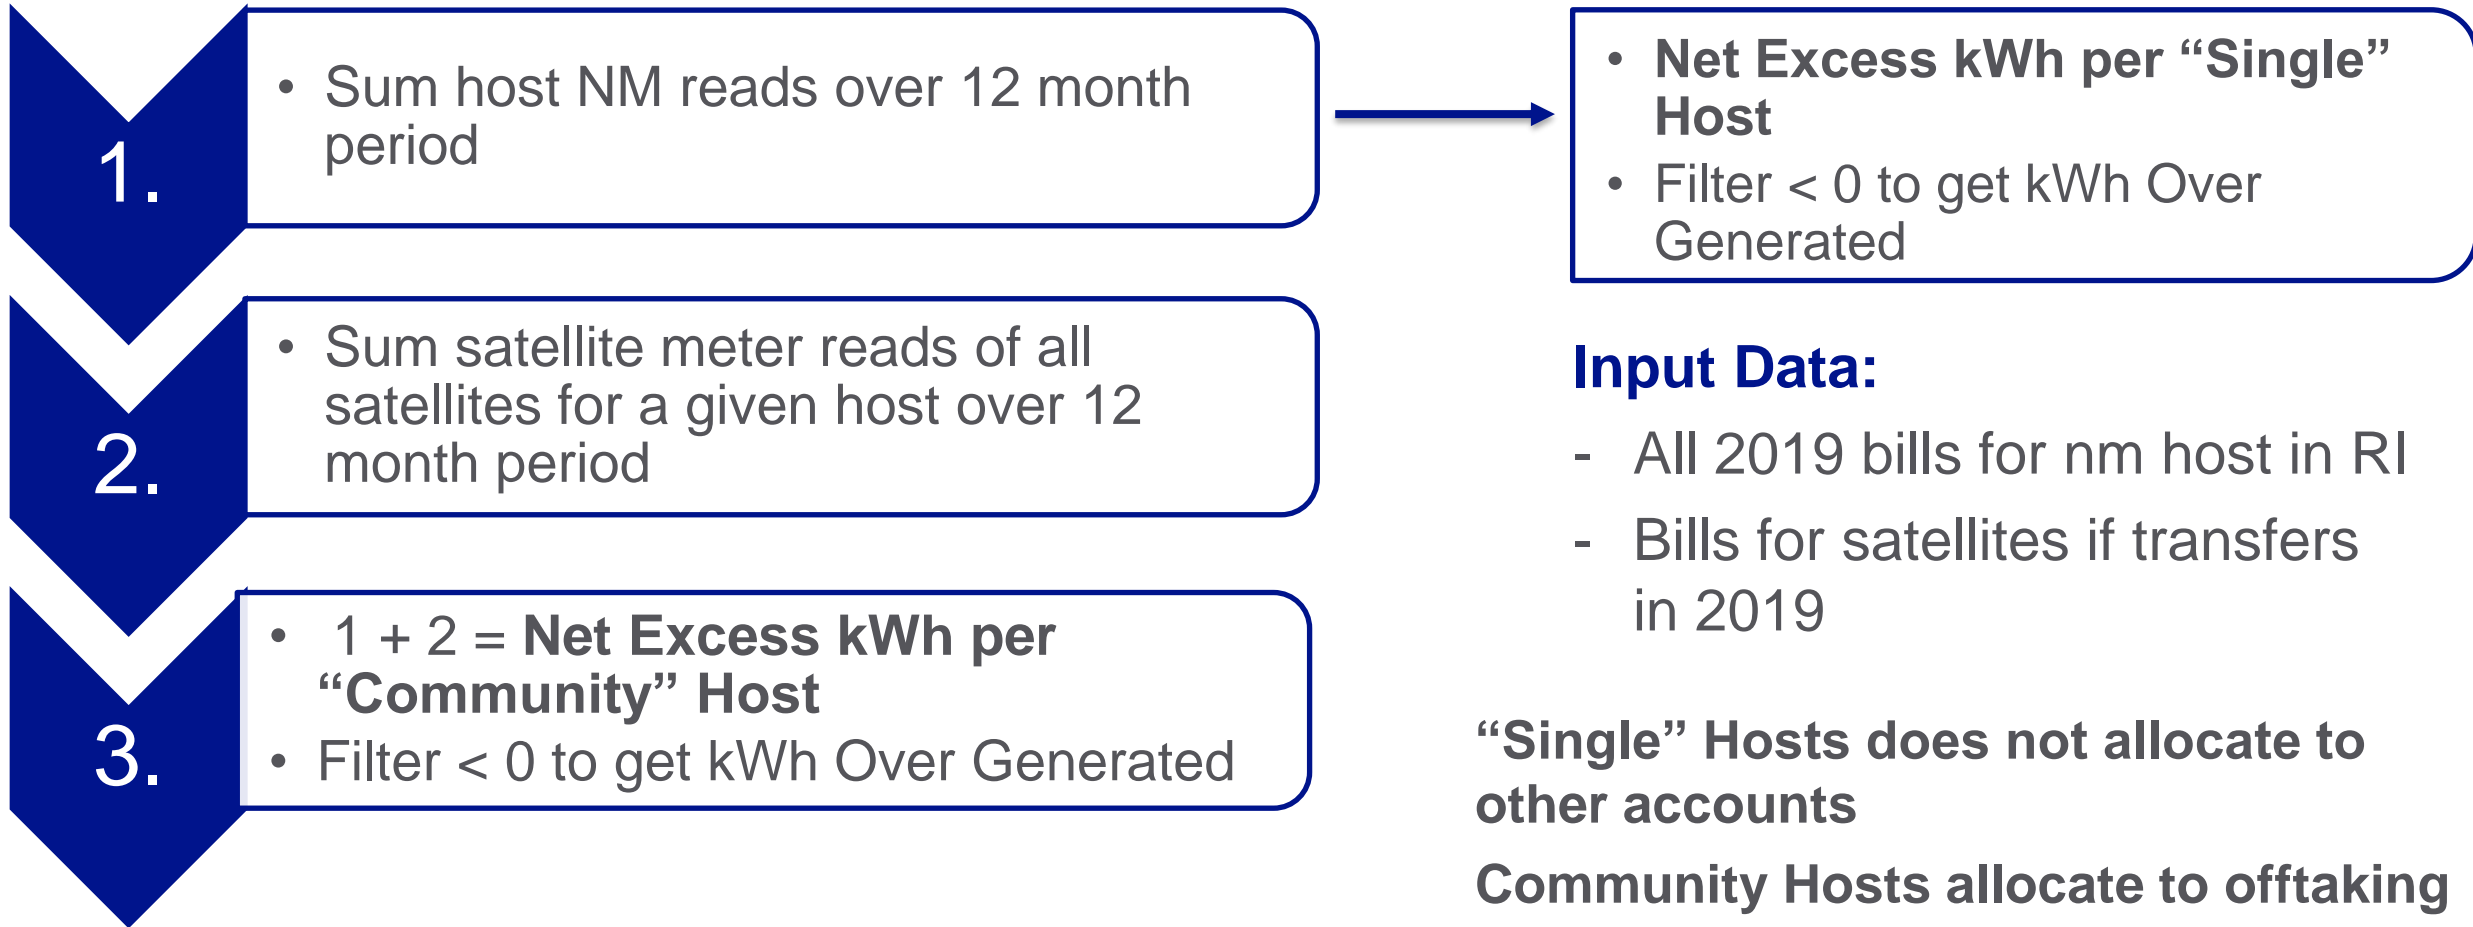 1.
• Sum host NM reads over 12 month
period
• Net Excess kWh per “Single”
Host
• Filter < 0 to get kWh Over
Generated
2.
• Sum satellite meter reads of all
satellites for a given host over 12
month period
3.
• 1 + 2 = Net Excess kWh per
“Community” Host
• Filter < 0 to get kWh Over Generated
Input Data:
- All 2019 bills for nm host in RI
- Bills for satellites if transfers
in 2019
“Single” Hosts does not allocate to
other accounts
Community Hosts allocate to offtaking